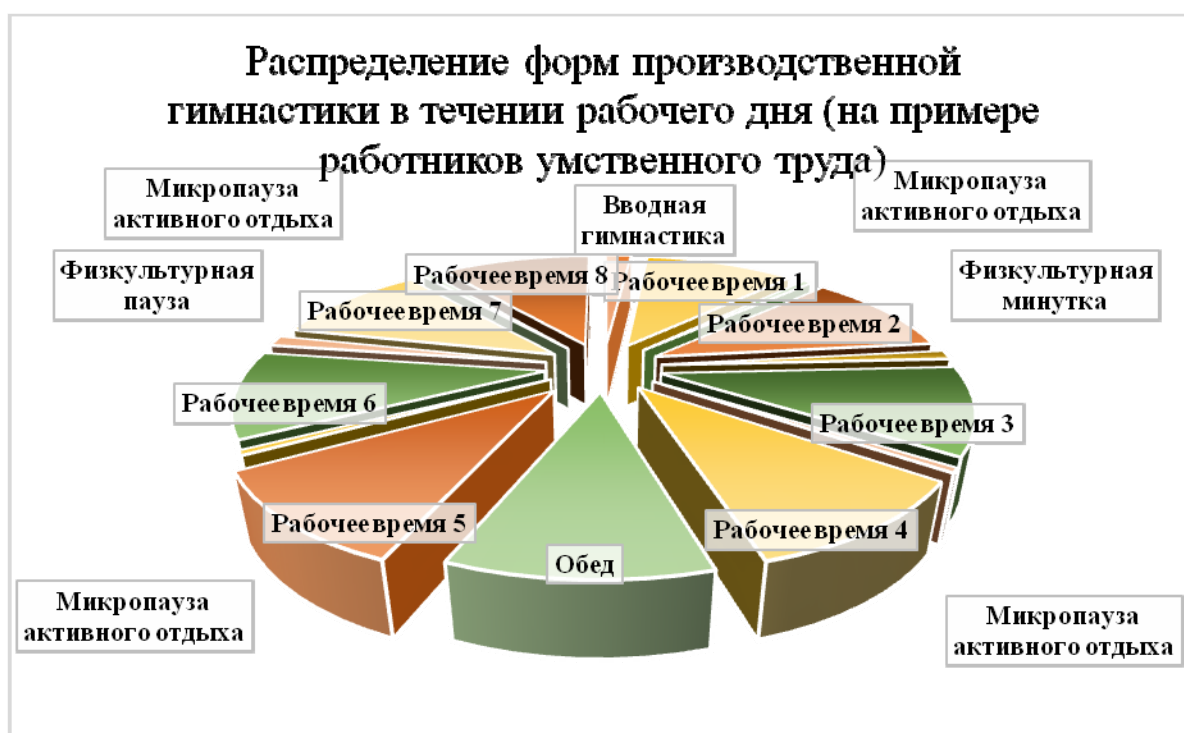 Распределение форм производственной
гимнастики в течении рабочего дня (на примере
работников умственного труда)
Вводная
гимнастика
Рабочее время 1
Микропауза
активного отдыха
Рабочее время 2
Физкультурная
минутка
Рабочее время 3
Микропауза
активного отдыха
Рабочее время 4
Обед
Рабочее время 5
Микропауза
активного отдыха
Рабочее время 6
Физкультурная
пауза
Рабочее время 7
Микропауза
активного отдыха
Рабочее время 8